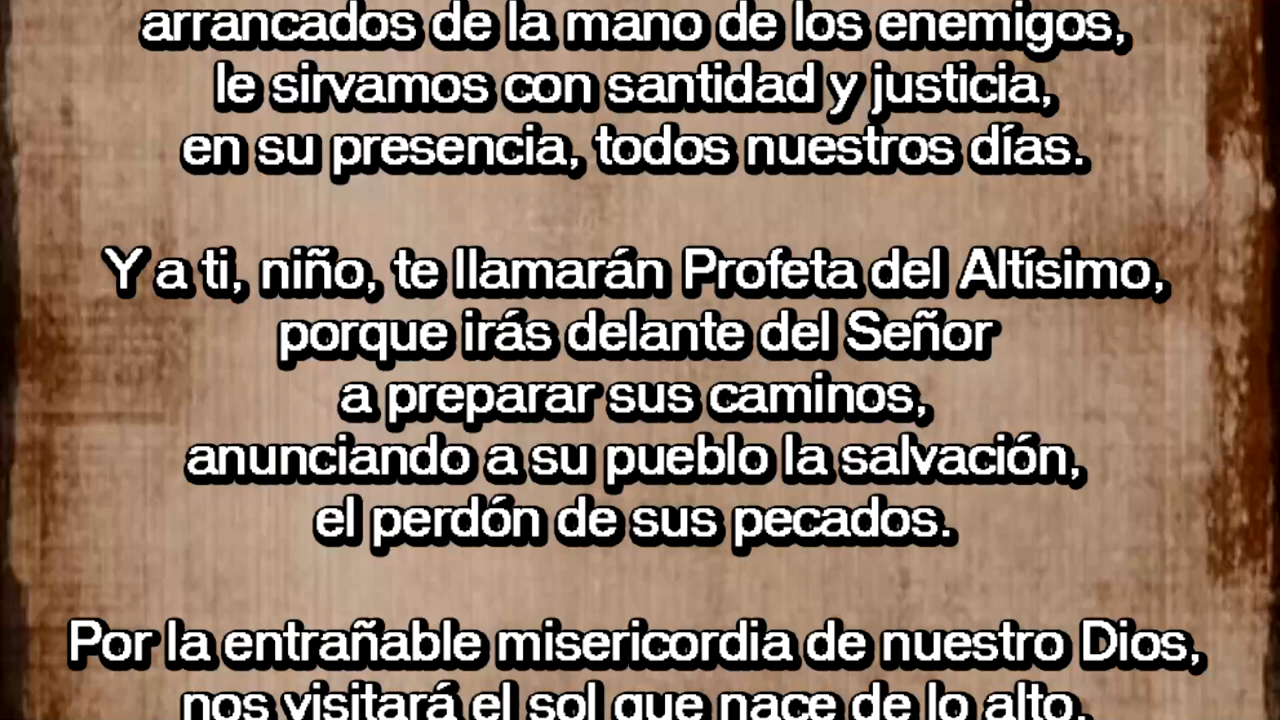 arrancados de la mano de los enemigos,
le sirvamos con santidad y justicia,
en su presencia, todos nuestros días.
Y a ti, niño, te llamarán Profeta del Altísimo,
porque irás delante del Señor
a preparar sus caminos,
anunciando a su pueblo la salvación,
el perdón de sus pecados.
Por la entrañable misericordia de nuestro Dios,
nos visitará el sol que nace de lo alto,